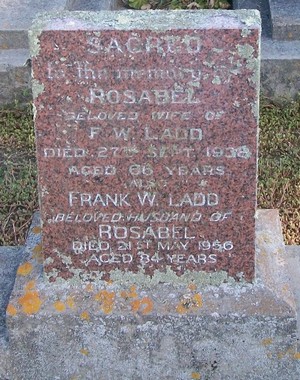 SACRED
To the memory of
ROSABEL
BELOVED WIFE OF
F. W. LADD
DIED 27TH SEPT. 1938
AGED 66 YEARS
ALSO
FRANK W. LADD
BELOVED HUSBAND OF
ROSABEL
DIED 21ST MAY 1956
AGED 84 YEARS